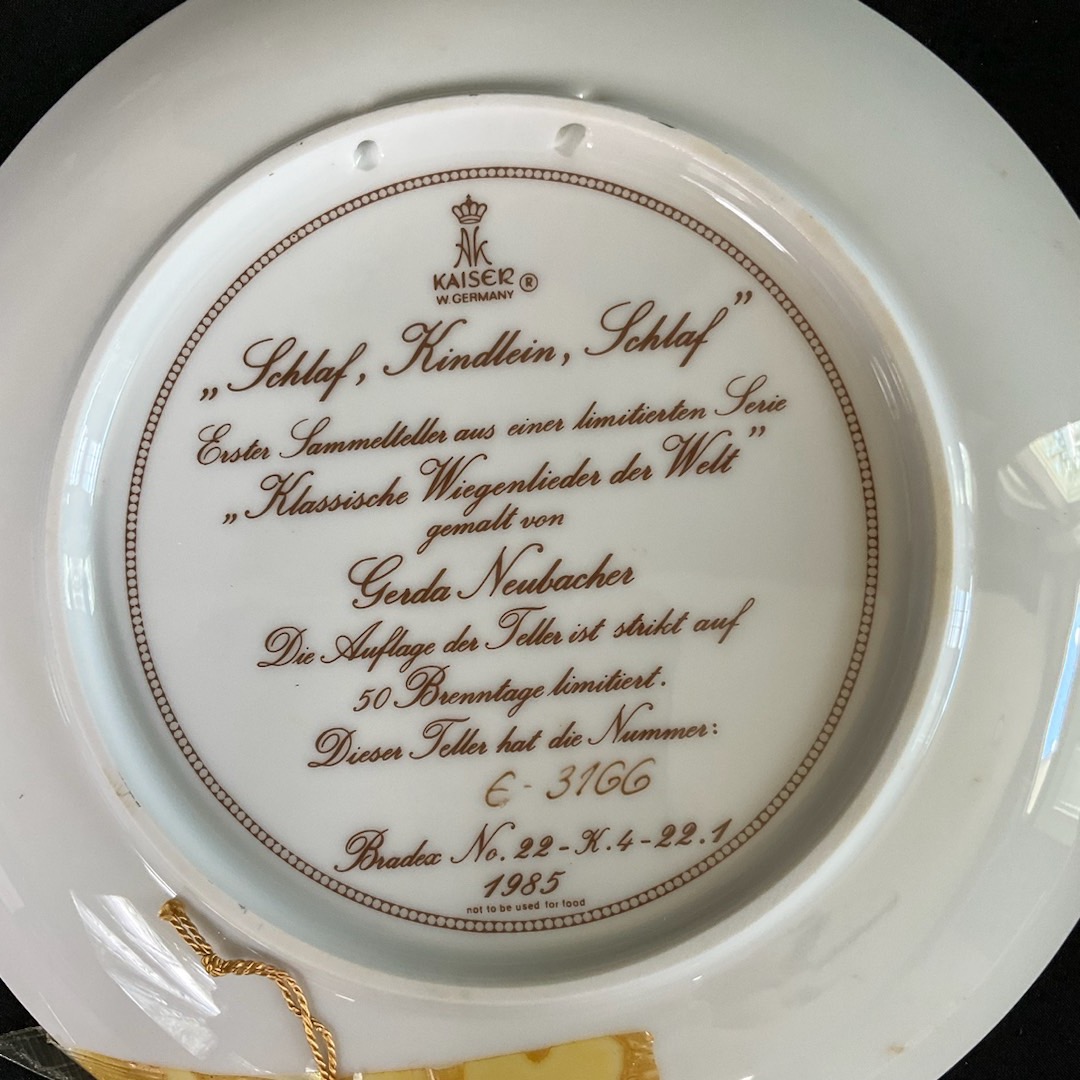 AK
KAISER ®
W. GERMANY
„Schlaf, Kindlein, Schlaf”
Erster Sammelteller aus einer limitierten Serie
„Klassische Wiegenlieder der Welt”
gemalt von
Gerda Neubacher
Die Auflage der Teller ist strikt auf
50 Brenntage limitiert.
Dieser Teller hat die Nummer:
E - 3166
Bradex No. 22-K.4-22.1
1985
not to be used for food